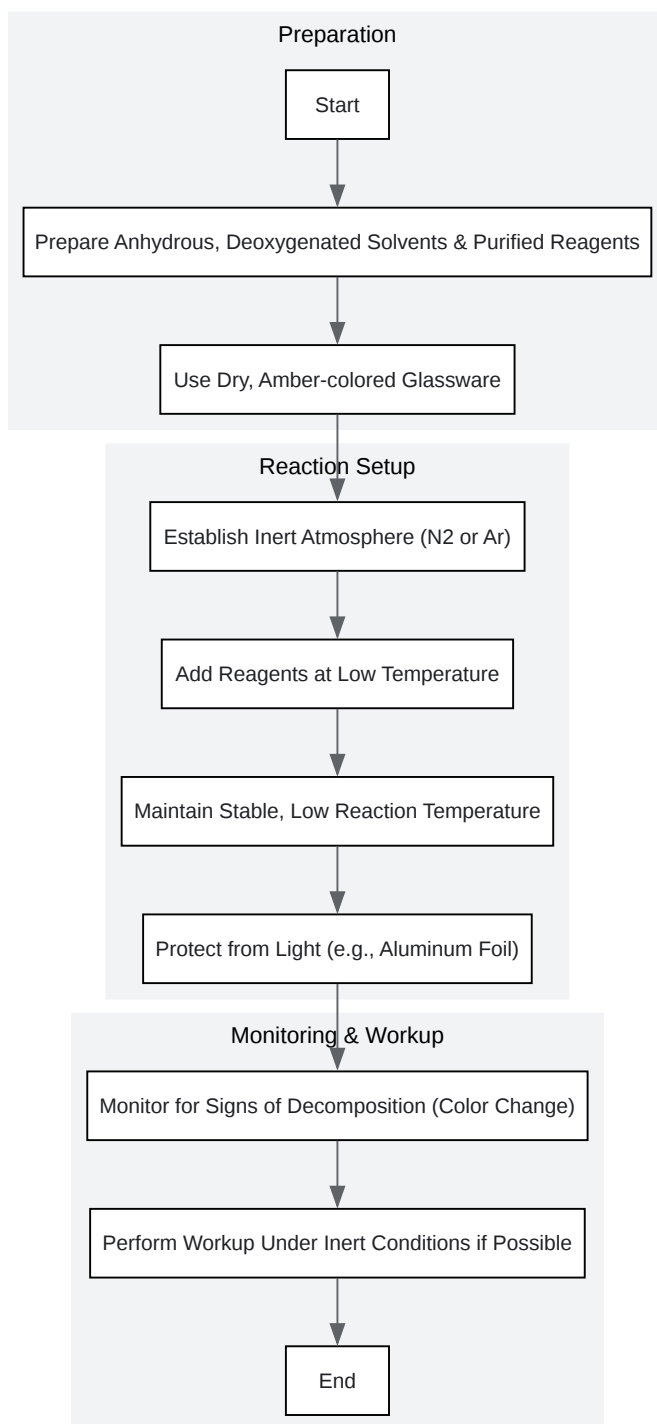 Preparation
Start
Prepare Anhydrous, Deoxygenated Solvents & Purified Reagents
Use Dry, Amber-colored Glassware
Reaction Setup
Establish Inert Atmosphere (N2 or Ar)
Add Reagents at Low Temperature
Maintain Stable, Low Reaction Temperature
Protect from Light (e.g., Aluminum Foil)
Monitoring & Workup
Monitor for Signs of Decomposition (Color Change)
Perform Workup Under Inert Conditions if Possible
End